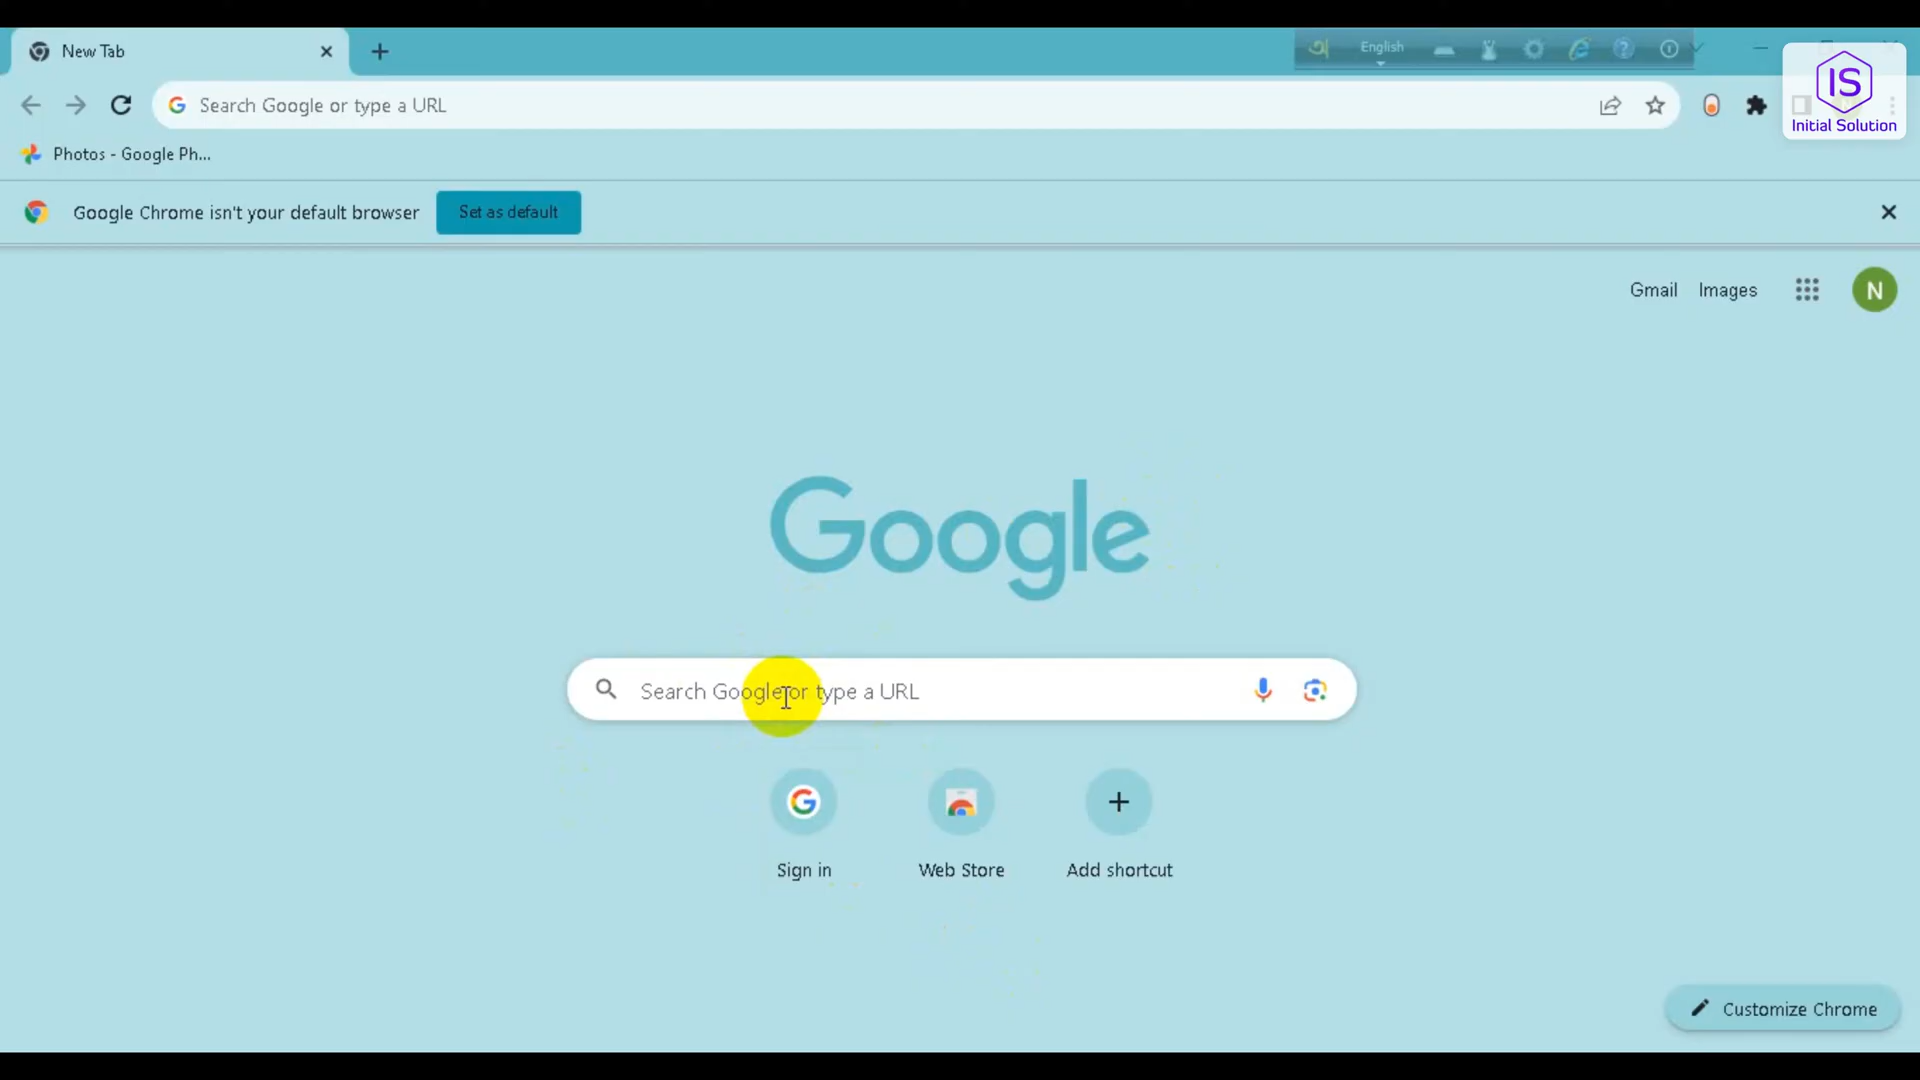 New Tab
English
IS
Initial Solution
Search Google or type a URL
Photos - Google Ph...
Google Chrome isn't your default browser
Set as default
Gmail
Images
N
Google
Search Google or type a URL
Sign in
Web Store
Add shortcut
Customize Chrome